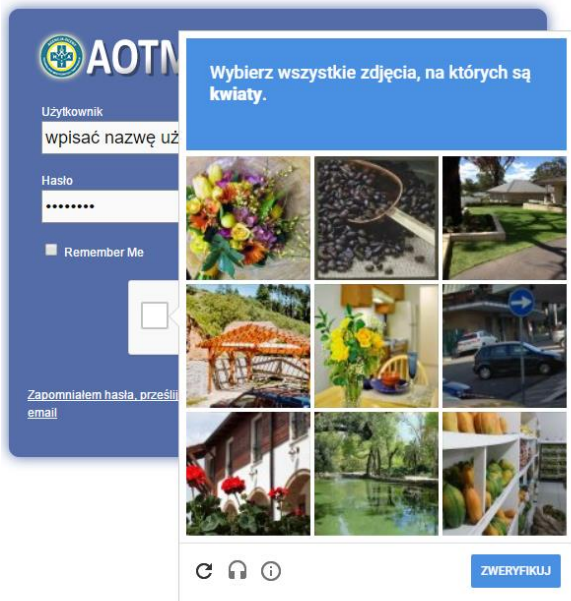 AOTM
Wybierz wszystkie zdjęcia, na których są
kwiaty.
Użytkownik
wpisać nazwę uż
Hasło
Remember Me
Zapomniałem hasła, prześlij
email
ZWERYFIKUJ